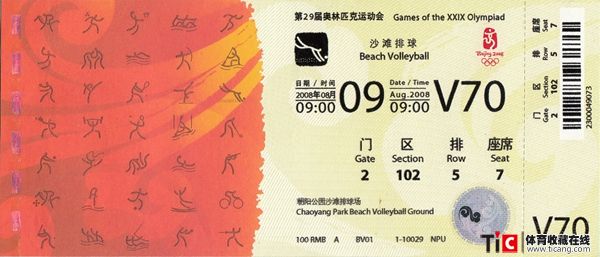 第29届奥林匹克运动会 Games of the XXIX Olympiad
沙滩排球
Beach Volleyball
Beijing 2008
日期 / 时间 Date / Time
2008年08月 09 Aug.2008 V70
09:00 09:00
门 区 排 座席
Gate Section Row Seat
2 102 5 7
朝阳公园沙滩排球场
Chaoyang Park Beach Volleyball Ground
100 RMB A BV01 1-10029 NPU
座席 Seat 7
排 Row 5
区 Section 102
门 Gate 2
2300049073
V70
TIC 体育收藏在线
www.ticang.com